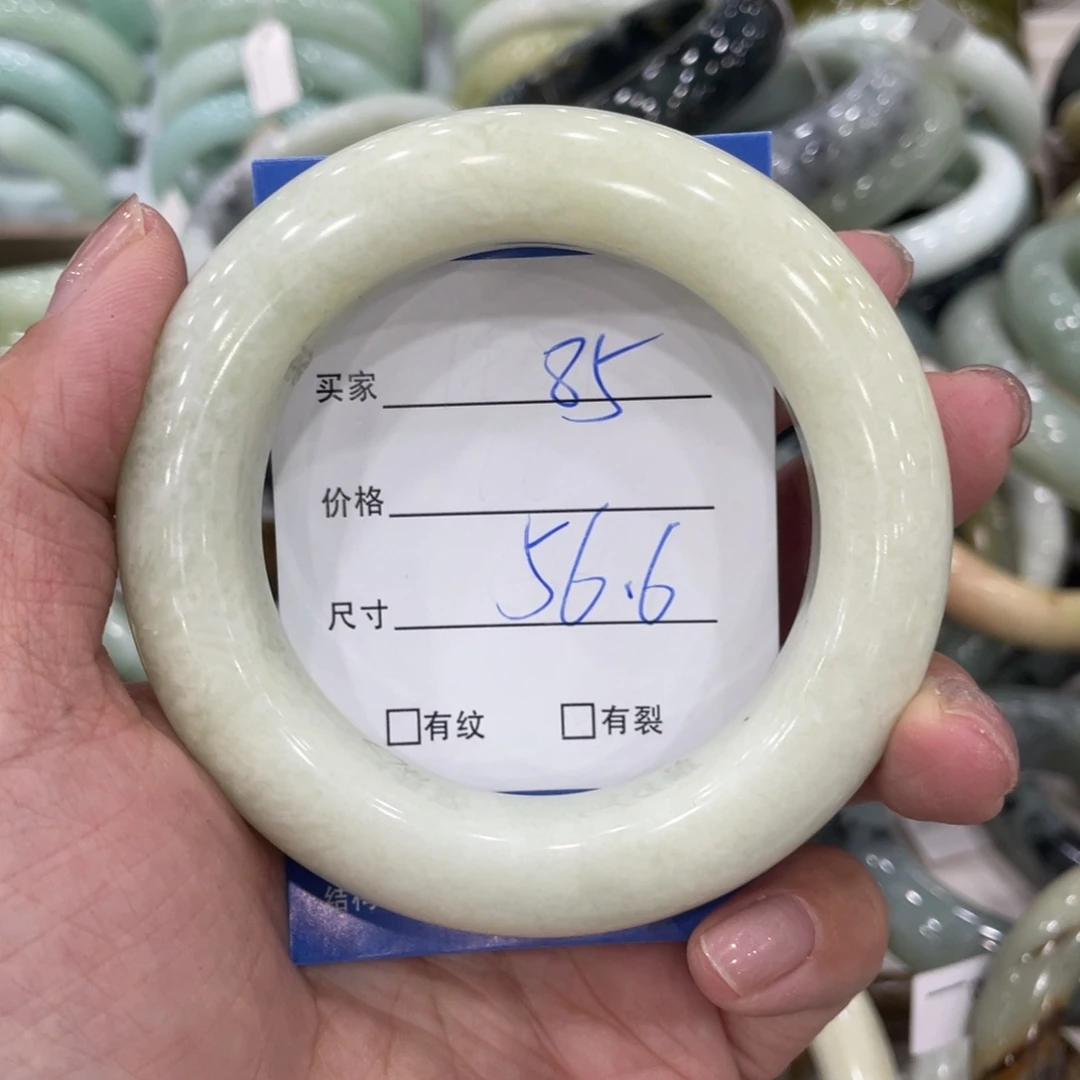 买家 85
价格
尺寸 56.6
□有纹 □有裂